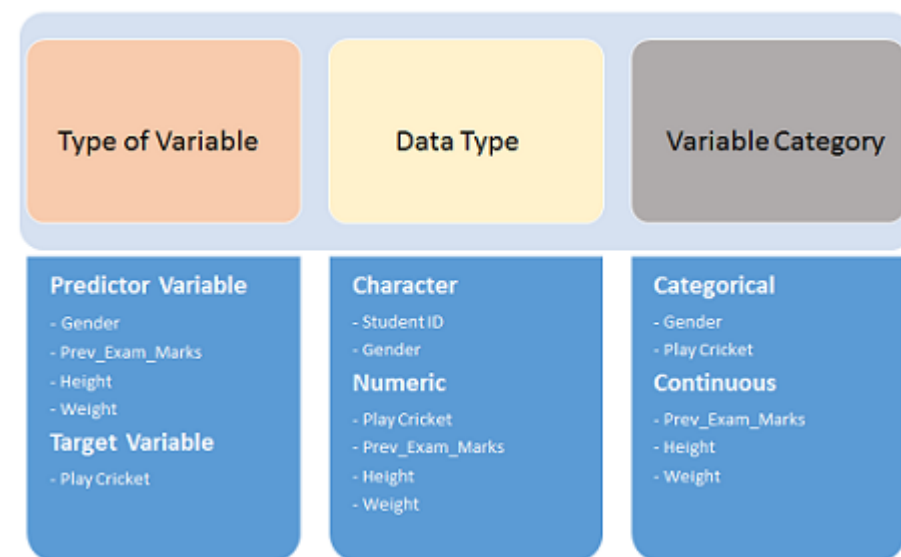 Type of Variable
Data Type
Variable Category
Predictor Variable
- Gender
- Prev_Exam_Marks
- Height
- Weight
Target Variable
- Play Cricket
Character
- Student ID
- Gender
Numeric
- Play Cricket
- Prev_Exam_Marks
- Height
- Weight
Categorical
- Gender
- Play Cricket
Continuous
- Prev_Exam_Marks
- Height
- Weight